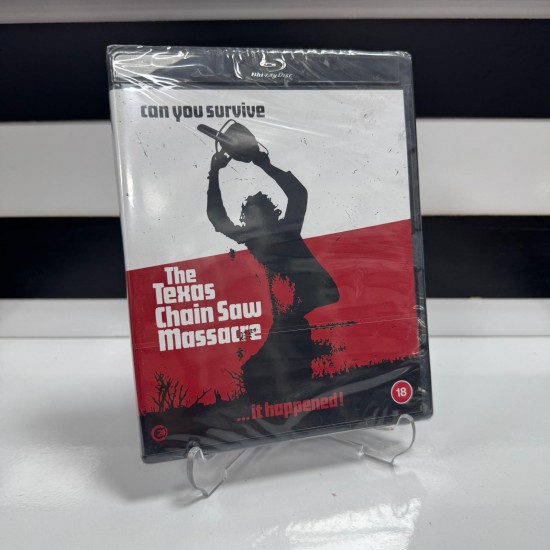 Blu-ray Disc
can you survive
The
Texas
Chain Saw
Massacre
...it happened!
18